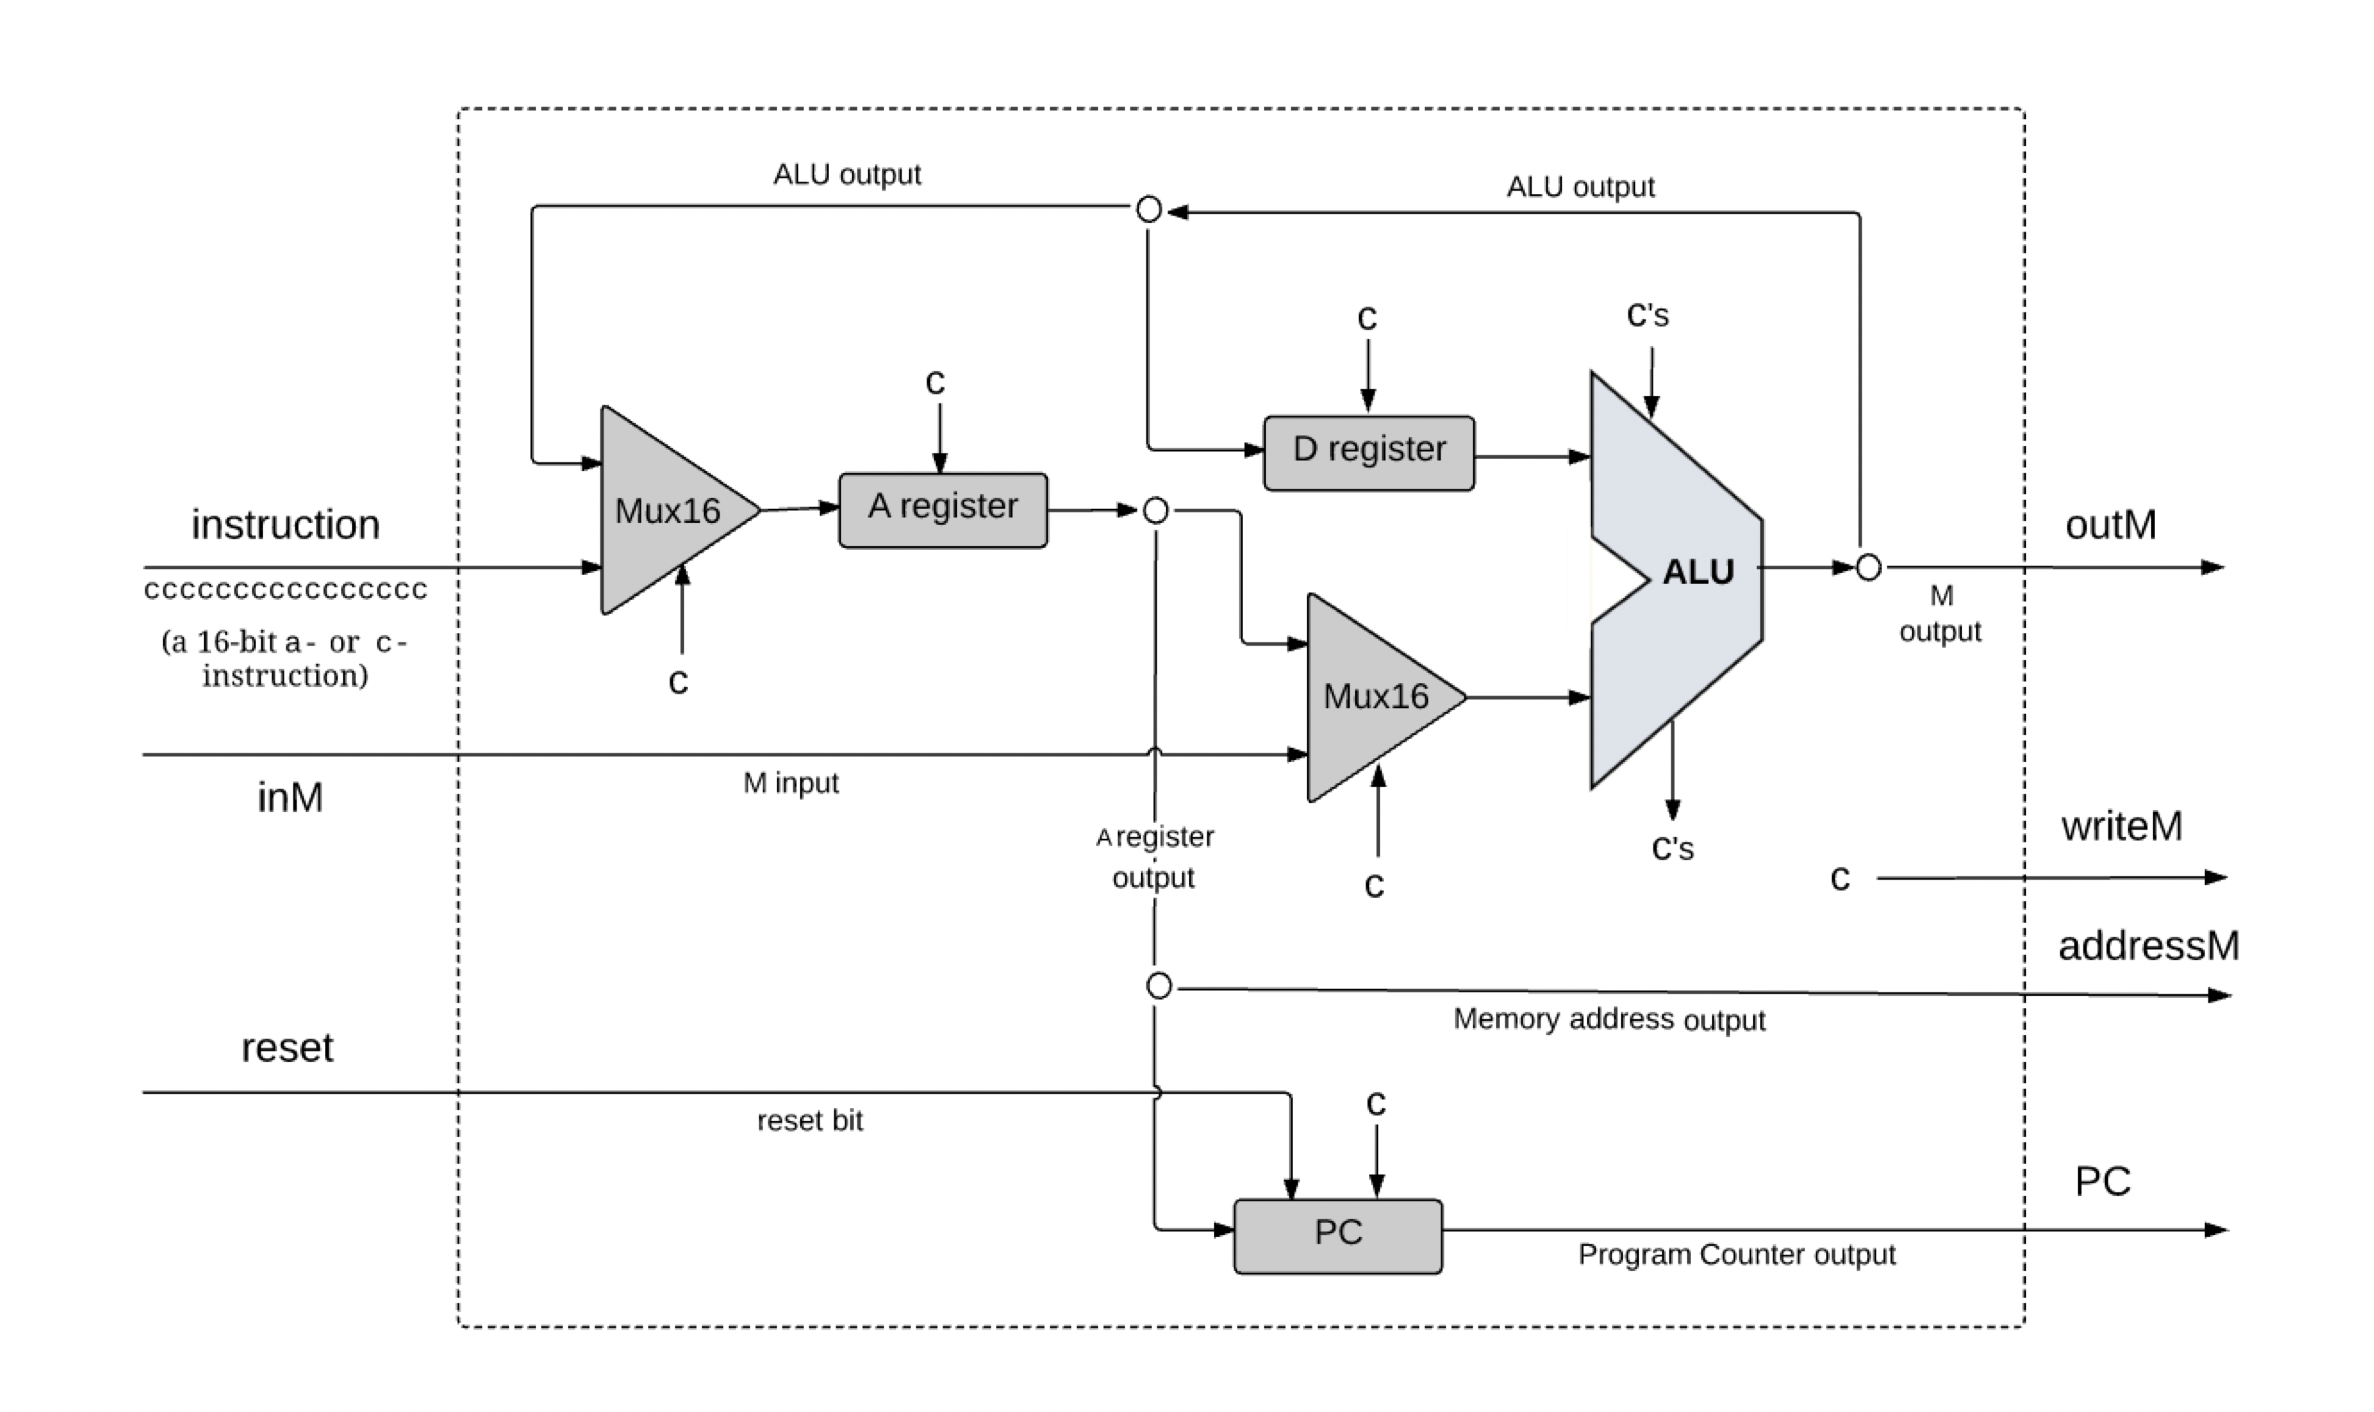 ALU output
ALU output
c's
c
c
instruction
cccccccccccccccc
(a 16-bit a- or c-
instruction)
Mux16
A register
D register
ALU
outM
M
output
c
Mux16
inM
M input
A register
output
c
c's
writeM
c
addressM
Memory address output
reset
reset bit
c
PC
PC
Program Counter output